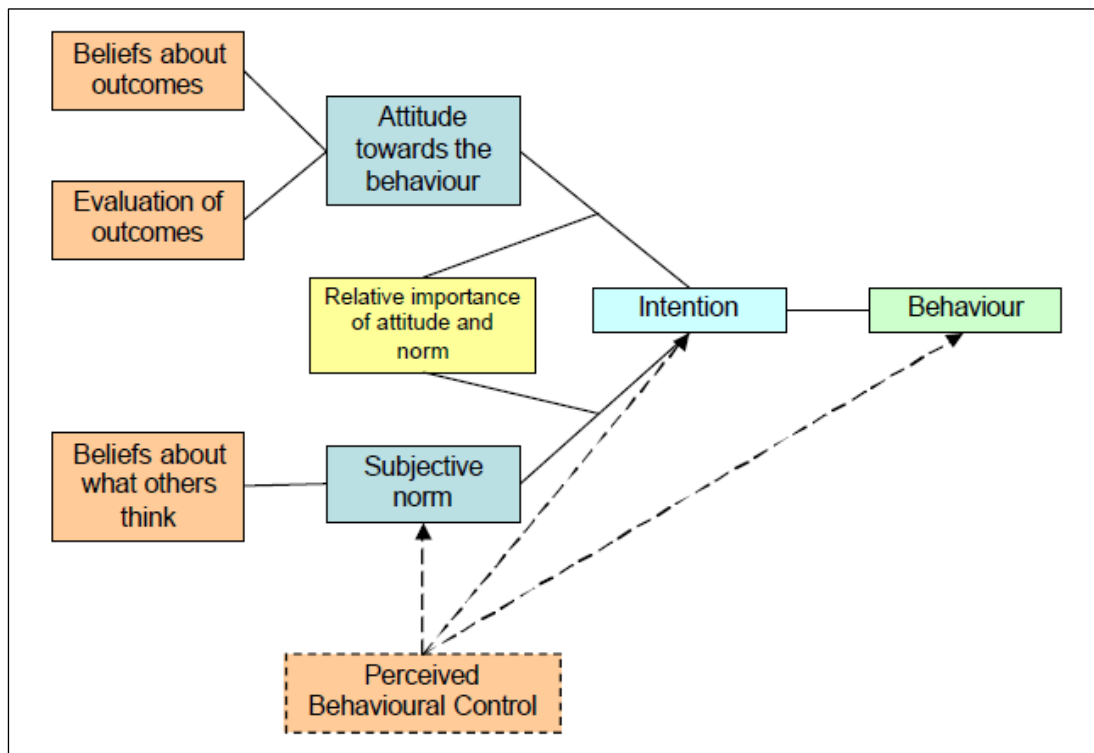 Beliefs about
outcomes
Attitude
towards the
behaviour
Evaluation of
outcomes
Relative importance
of attitude and
norm
Intention
Behaviour
Beliefs about
what others
think
Subjective
norm
Perceived
Behavioural Control